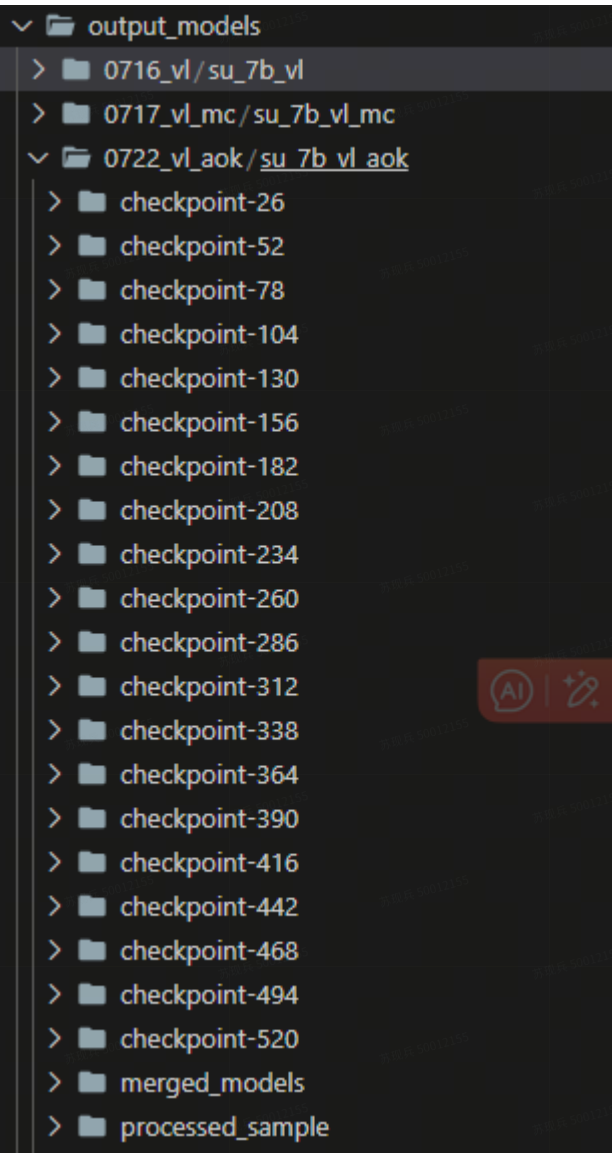 output_models
0716_vl/su_7b_vl
0717_vl_mc/su_7b_vl_mc
0722_vl_aok/su_7b_vl_aok
checkpoint-26
checkpoint-52
checkpoint-78
checkpoint-104
checkpoint-130
checkpoint-156
checkpoint-182
checkpoint-208
checkpoint-234
checkpoint-260
checkpoint-286
checkpoint-312
AI
checkpoint-338
checkpoint-364
checkpoint-390
checkpoint-416
checkpoint-442
checkpoint-468
checkpoint-494
checkpoint-520
merged_models
processed_sample